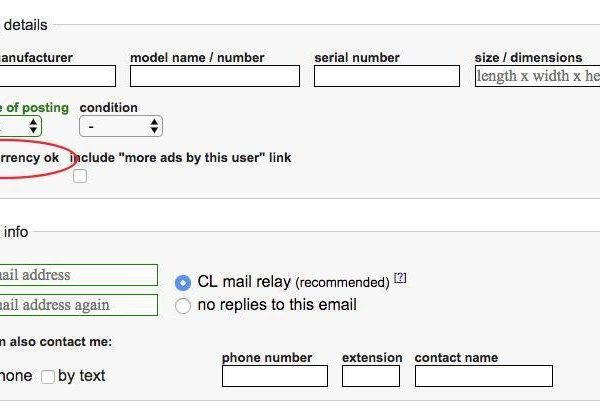 details
anufacturer model name / number serial number size / dimensions
length x width x he
e of posting condition
-
rrency ok include "more ads by this user" link
info
ail address
CL mail relay (recommended) [?]
ail address again
no replies to this email
n also contact me:
phone number extension contact name
hone by text